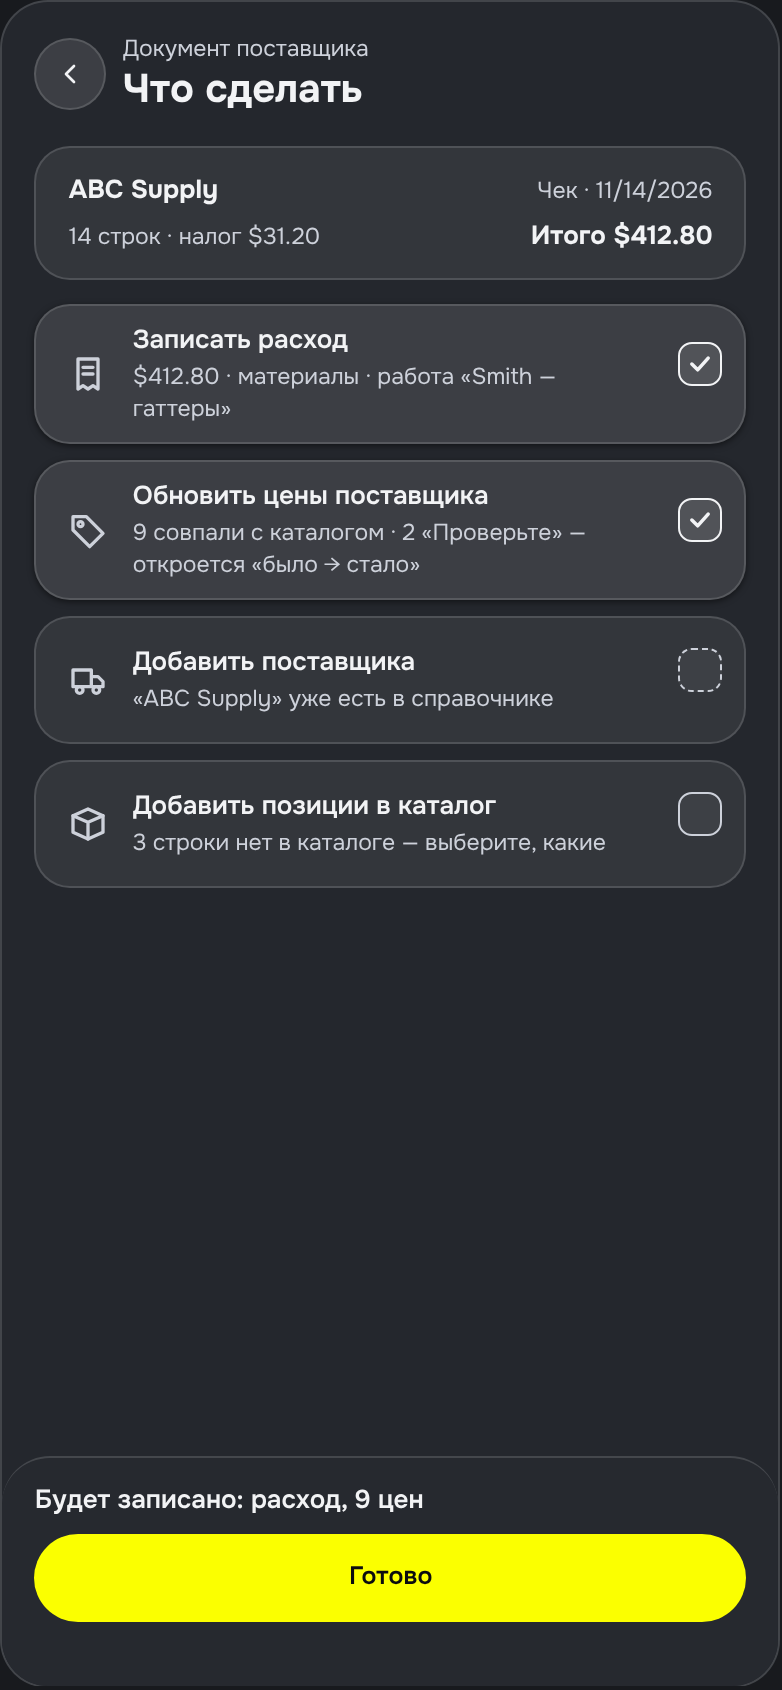 Документ поставщика
Что сделать
ABC Supply
Чек · 11/14/2026
14 строк · налог $31.20
Итого $412.80
Записать расход
$412.80 · материалы · работа «Smith —
гаттеры»
Обновить цены поставщика
9 совпали с каталогом · 2 «Проверьте» —
откроется «было → стало»
Добавить поставщика
«ABC Supply» уже есть в справочнике
Добавить позиции в каталог
3 строки нет в каталоге — выберите, какие
Будет записано: расход, 9 цен
Готово